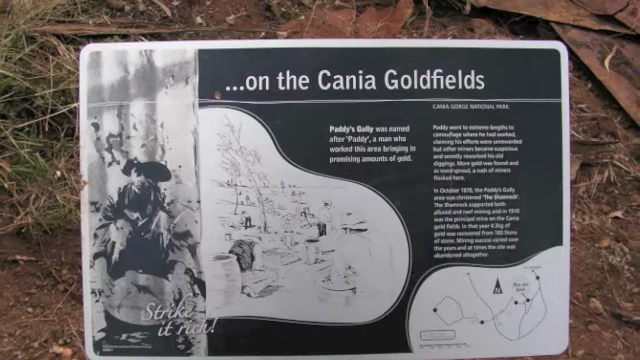 ...on the Cania Goldfields
CANIA GORGE NATIONAL PARK
Paddy's Gully was named
after 'Paddy', a man who
worked this area bringing in
promising amounts of gold.
Paddy went to extreme lengths to
camouflage where he had worked,
claiming his efforts were unrewarded
but other miners became suspicious
and secretly reworked his old
diggings. More gold was found and
as word spread, a rush of miners
flocked here.
In October 1878, the Paddy's Gully
area was christened 'The Shamrock'.
The Shamrock supported both
alluvial and reef mining and in 1910
was the principal mine on the Cania
gold fields. In that year 4.3kg of
gold was recovered from 183
of stone. Mining success varied over
the years and at times the site was
abandoned altogether.
Strike
it rich!